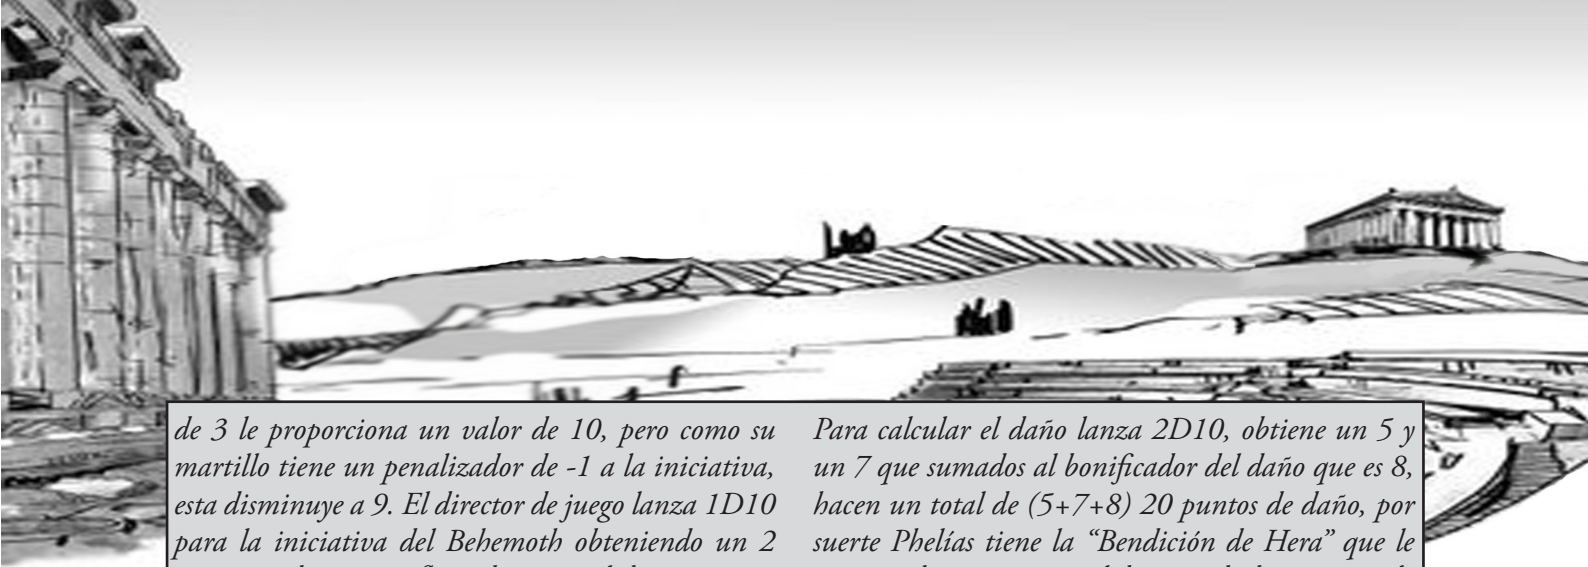 de 3 le proporciona un valor de 10, pero como su
martillo tiene un penalizador de -1 a la iniciativa,
esta disminuye a 9. El director de juego lanza 1D10
para la iniciativa del Behemoth obteniendo un 2
Para calcular el daño lanza 2D10, obtiene un 5 y
un 7 que sumados al bonificador del daño que es 8,
hacen un total de (5+7+8) 20 puntos de daño, por
suerte Phelías tiene la “Bendición de Hera” que le